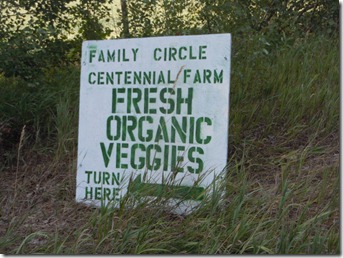 FAMILY CIRCLE
CENTENNIAL FARM
FRESH
ORGANIC
VEGGIES
TURN
HERE